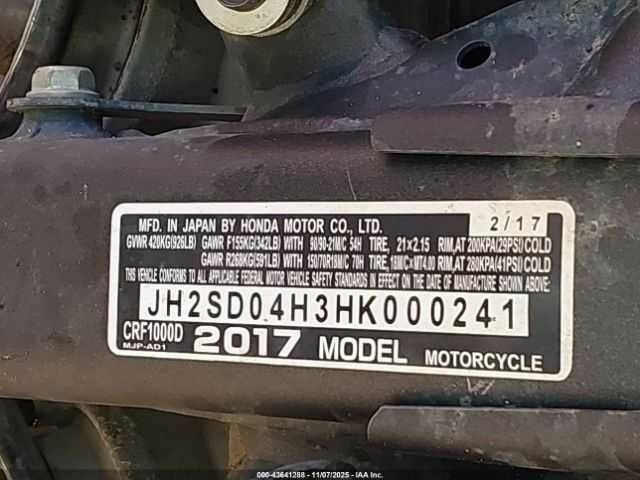 MFD. IN JAPAN BY HONDA MOTOR CO., LTD. 2/17
GVWR 420KG(926LB) GAWR F155KG(342LB) WITH 90/90-21M/C 54H TIRE, 21×2.15 RIM,AT 200KPA(29PSI)COLD
GAWR R268KG(591LB) WITH 150/70R18M/C 70H TIRE, 18M/C×MT4.00 RIM,AT 280KPA(41PSI)COLD
THIS VEHICLE CONFORMS TO ALL APPLICABLE FEDERAL MOTOR VEHICLE SAFETY STANDARDS IN EFFECT ON THE DATE OF MANUFACTURE SHOWN ABOVE.
JH2SD04H3HK000241
CRF1000D 2017 MODEL MOTORCYCLE
MJP-AD1
000-43641288 - 11/07/2025 - IAAI.COM